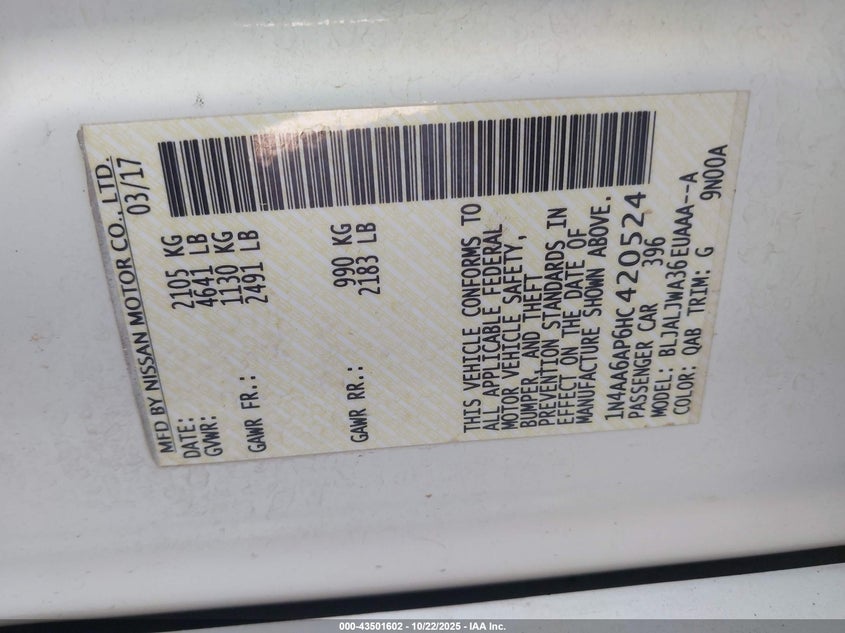 MFD BY NISSAN MOTOR CO., LTD.
DATE: 03/17
GVWR: 2105 KG
4641 LB
GAWR FR.: 1130 KG
2491 LB
GAWR RR.: 990 KG
2183 LB
THIS VEHICLE CONFORMS TO
ALL APPLICABLE FEDERAL
MOTOR VEHICLE SAFETY,
BUMPER, AND THEFT
PREVENTION STANDARDS IN
EFFECT ON THE DATE OF
MANUFACTURE SHOWN ABOVE.
1N4AA6AP6HC420524
PASSENGER CAR 396
MODEL: BLJALJWA36EUAAA--A
COLOR: QAB TRIM: G 9N00A
000-43501602 - 10/22/2025 - IAA Inc.